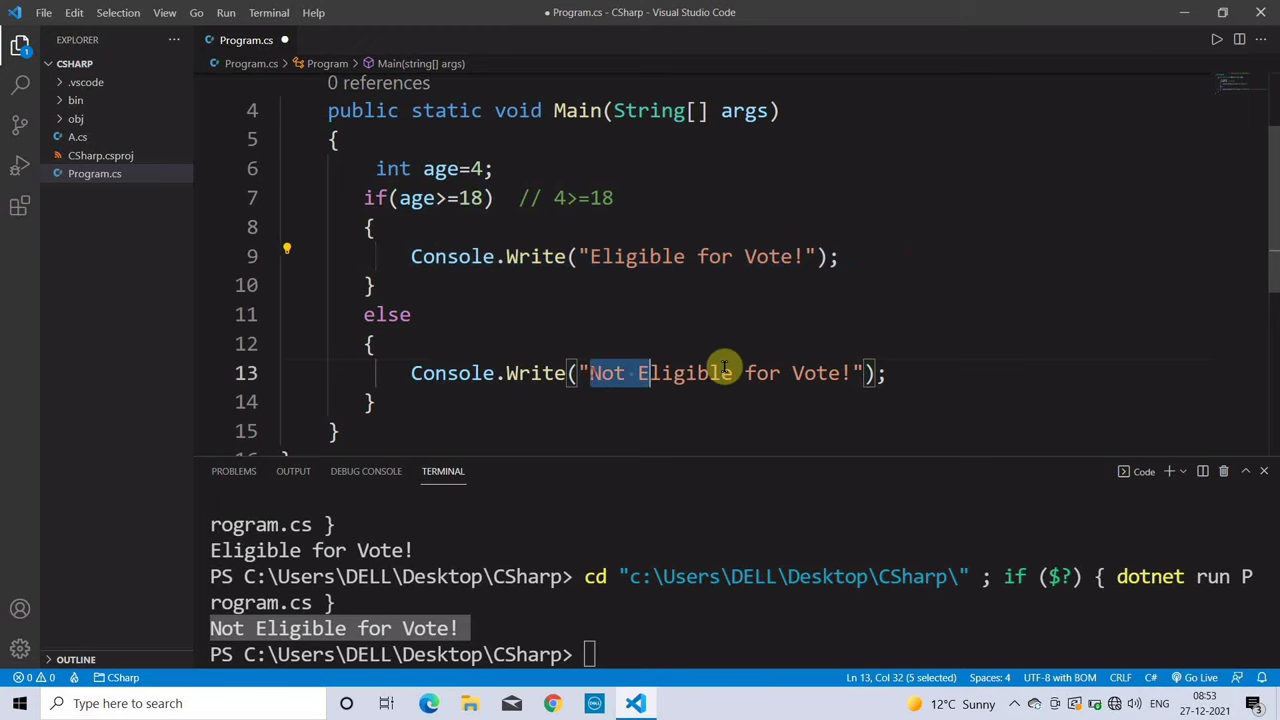 File Edit Selection View Go Run Terminal Help
● Program.cs - CSharp - Visual Studio Code
EXPLORER
Program.cs
CSHARP
Program.cs > Program > Main(string[] args)
.vscode
bin
obj
A.cs
CSharp.csproj
Program.cs
0 references
4 public static void Main(String[] args)
5 {
6 int age=4;
7 if(age>=18) // 4>=18
8 {
9 Console.Write("Eligible for Vote!");
10 }
11 else
12 {
13 Console.Write("Not Eligible for Vote!");
14 }
15 }
PROBLEMS OUTPUT DEBUG CONSOLE TERMINAL
Code
rogram.cs }
Eligible for Vote!
PS C:\Users\DELL\Desktop\CSharp> cd "c:\Users\DELL\Desktop\CSharp\" ; if ($?) { dotnet run P
rogram.cs }
Not Eligible for Vote!
PS C:\Users\DELL\Desktop\CSharp>
OUTLINE
0 0 CSharp
Ln 13, Col 32 (5 selected) Spaces: 4 UTF-8 with BOM CRLF C# Go Live
Type here to search
12°C Sunny ENG 08:53
27-12-2021
3